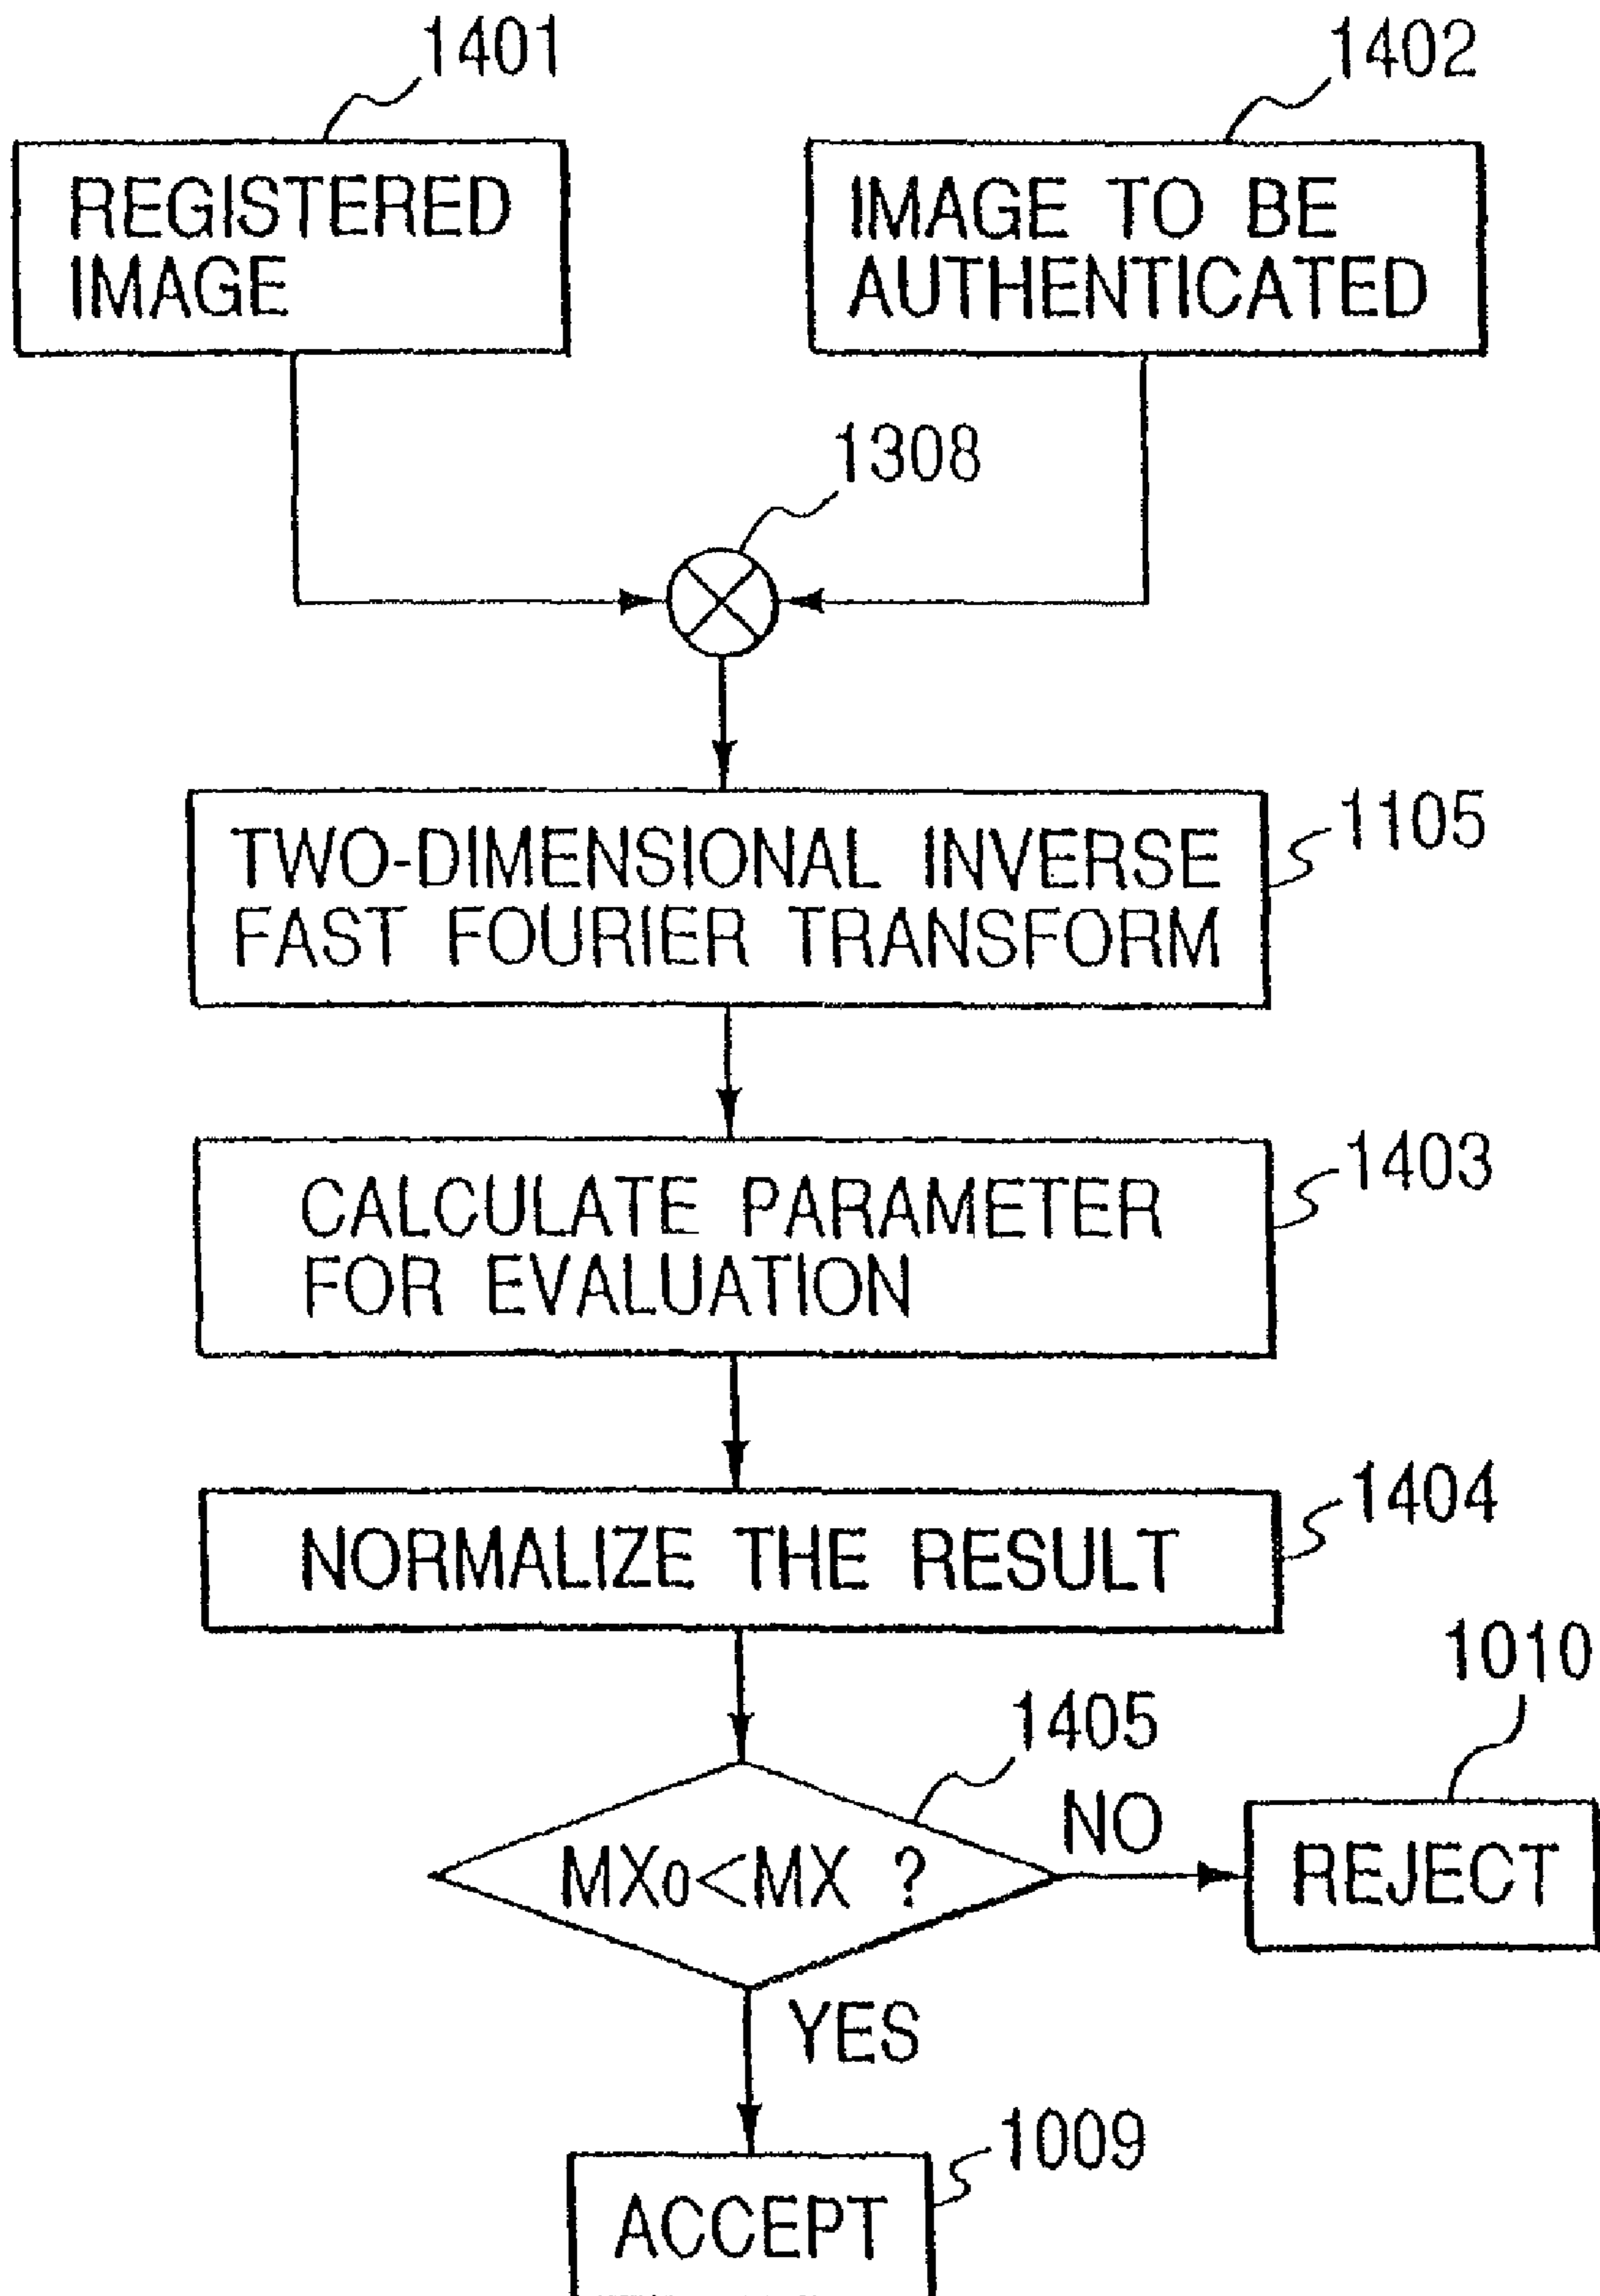 1401
1402
REGISTERED
IMAGE
IMAGE TO BE
AUTHENTICATED
1308
TWO-DIMENSIONAL INVERSE
FAST FOURIER TRANSFORM
1105
CALCULATE PARAMETER
FOR EVALUATION
1403
NORMALIZE THE RESULT
1404
1010
1405
NO
MX0<MX ?
REJECT
YES
1009
ACCEPT